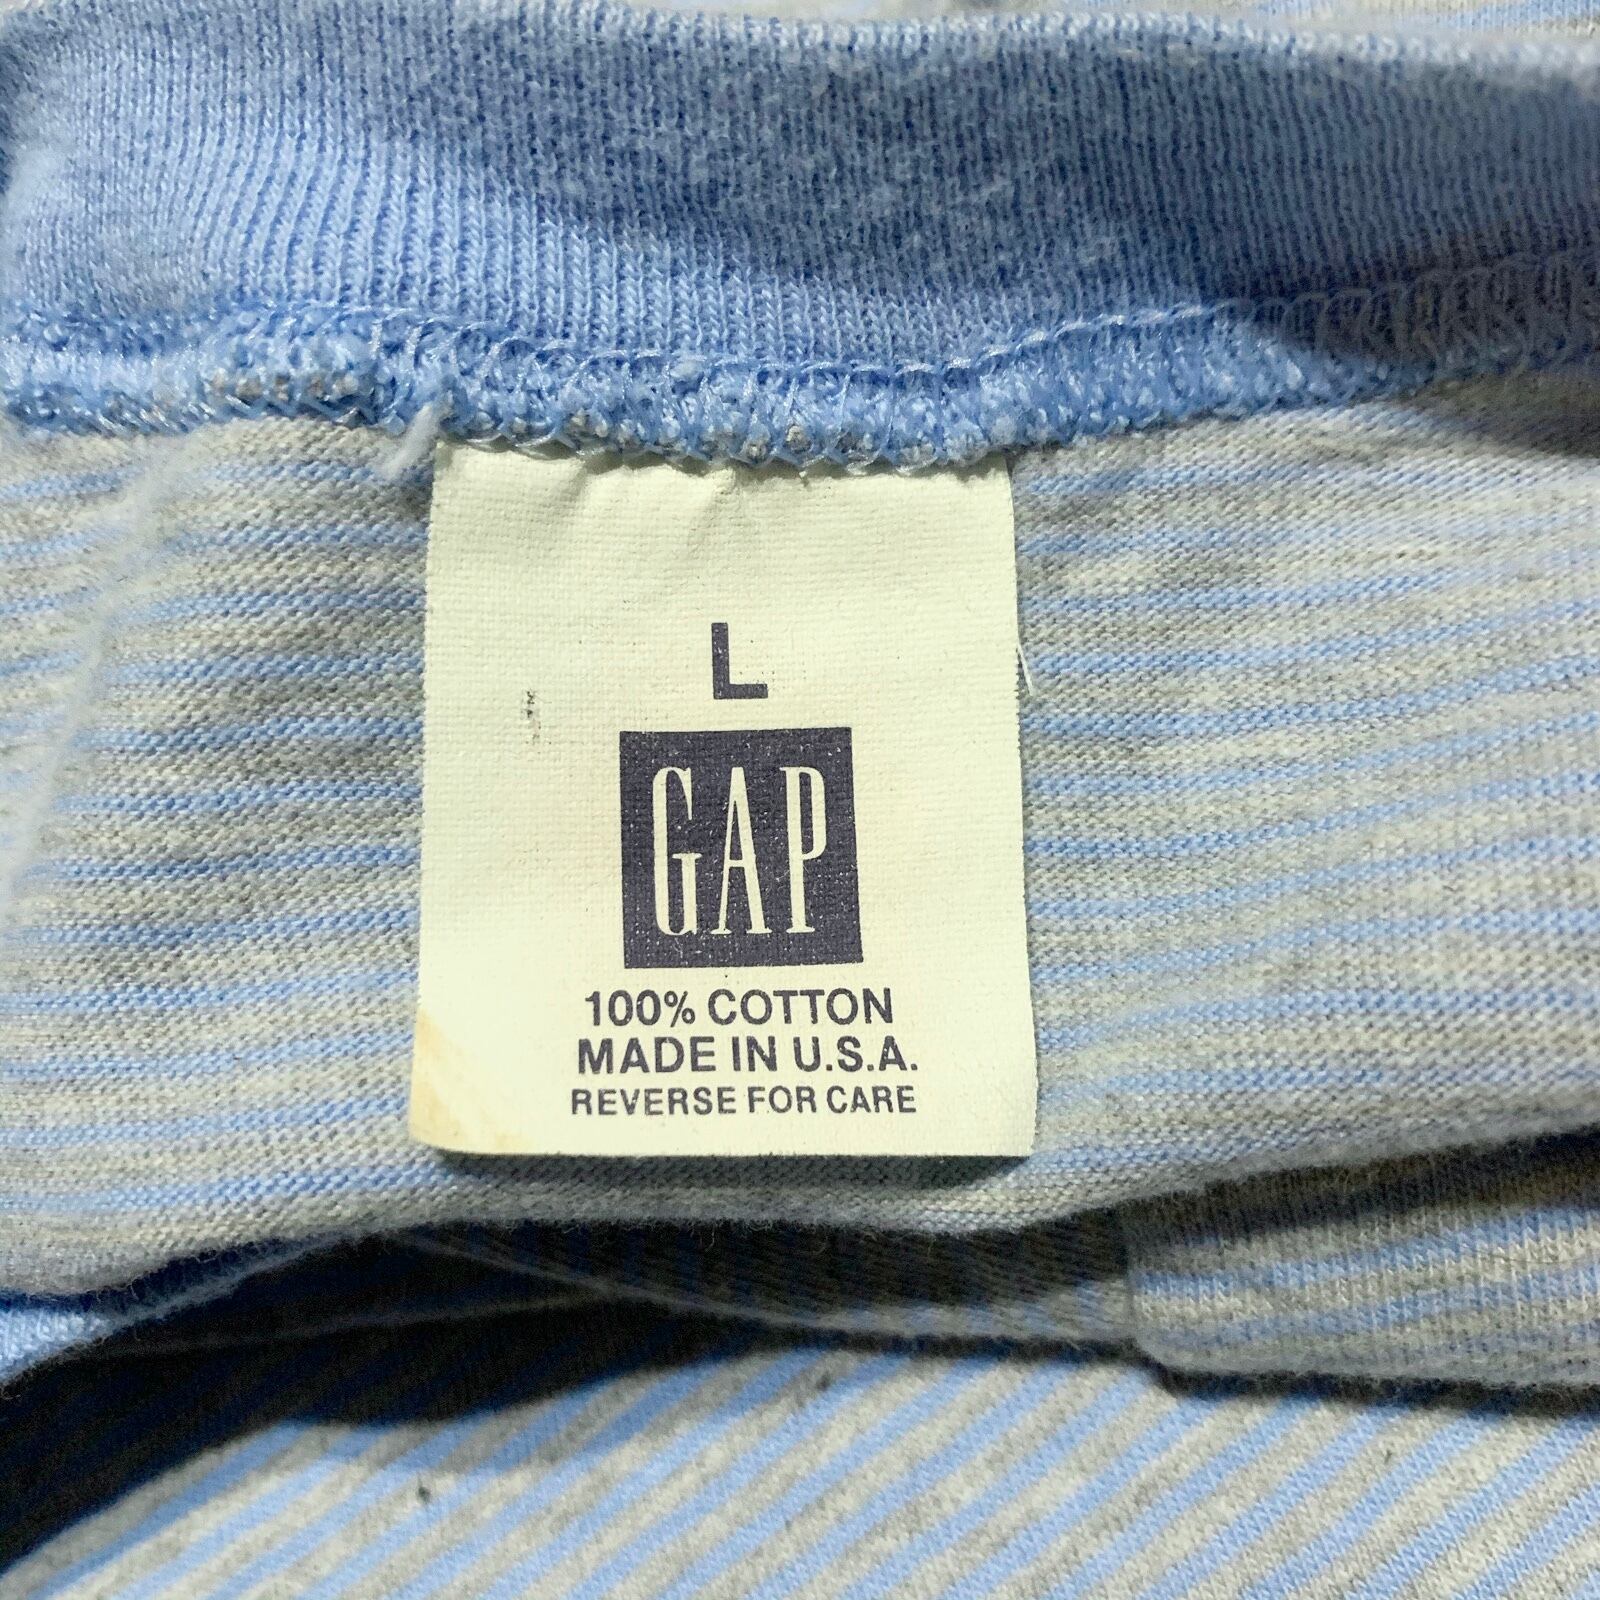 L
GAP
100% COTTON
MADE IN U.S.A.
REVERSE FOR CARE